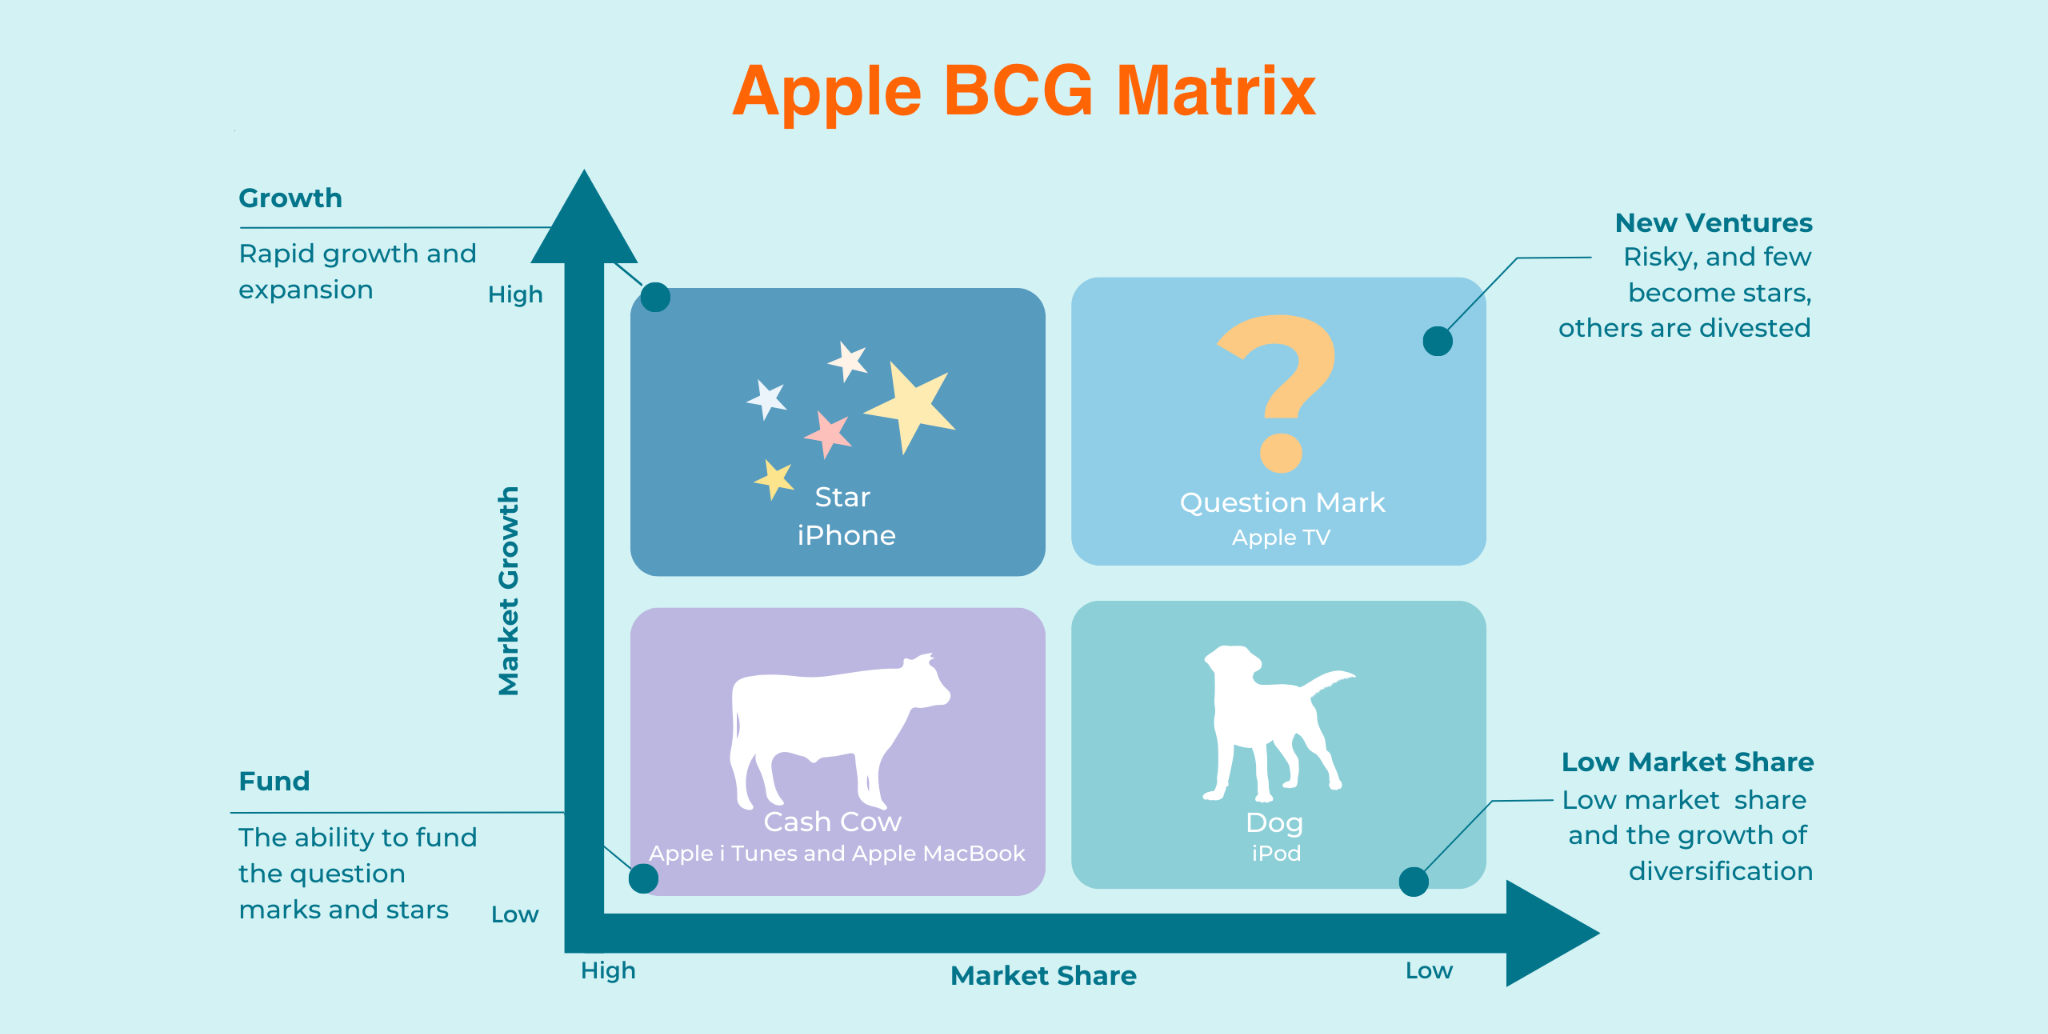 Apple BCG Matrix
Growth
Rapid growth and
expansion
High
New Ventures
Risky, and few
become stars,
others are divested
Star
iPhone
Question Mark
Apple TV
Market Growth
Fund
The ability to fund
the question
marks and stars
Low
Cash Cow
Apple i Tunes and Apple MacBook
Dog
iPod
Low Market Share
Low market share
and the growth of
diversification
High
Market Share
Low